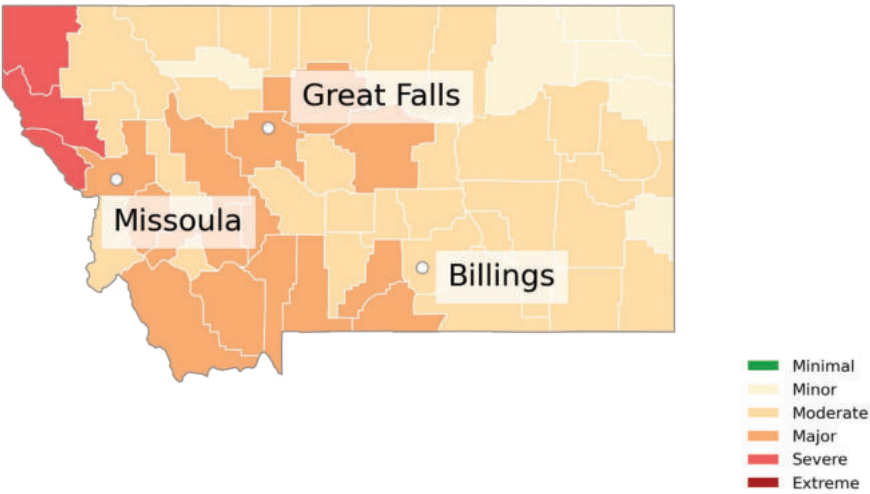 Great Falls
Missoula
Billings
Minimal
Minor
Moderate
Major
Severe
Extreme